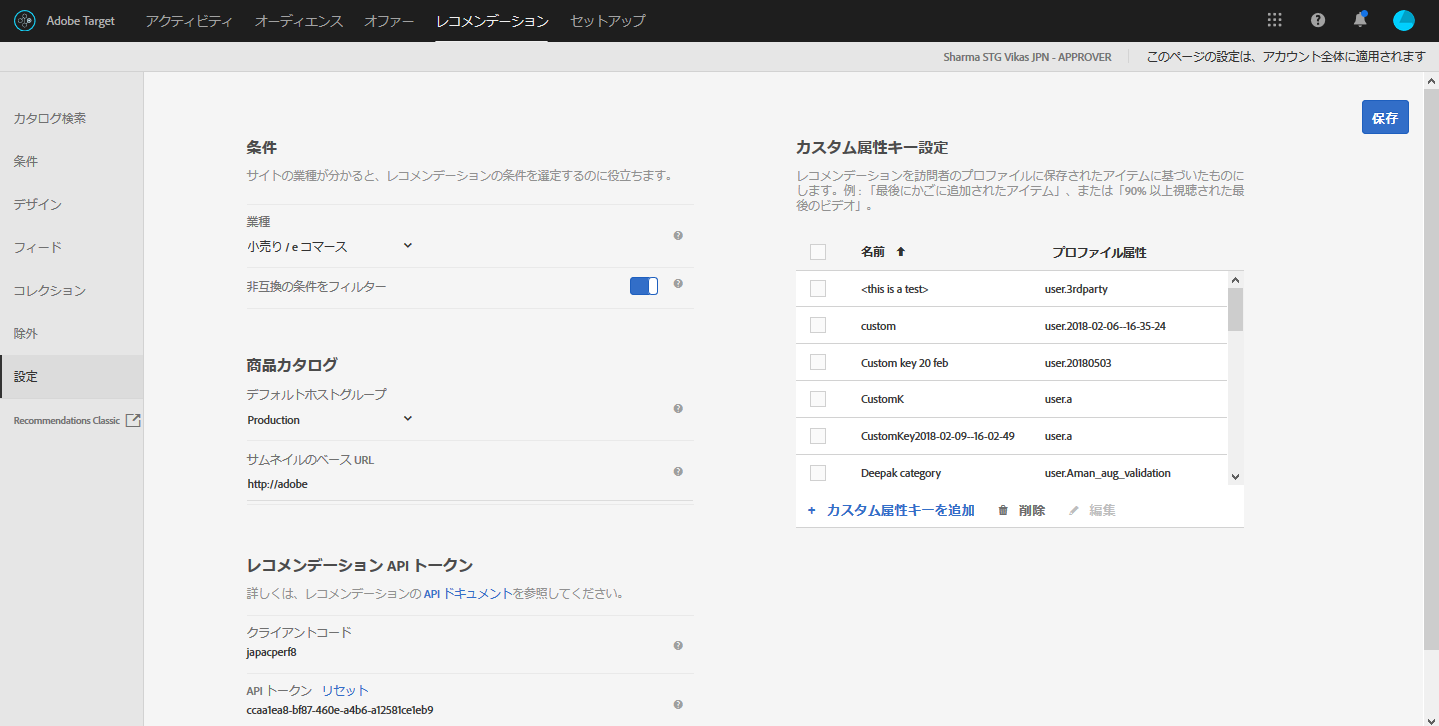 Adobe Target アクティビティ オーディエンス オファー レコメンデーション セットアップ
Sharma STG Vikas JPN - APPROVER このページの設定は、アカウント全体に適用されます
カタログ検索
条件
デザイン
フィード
コレクション
除外
設定
Recommendations Classic
保存
条件
サイトの業種が分かると、レコメンデーションの条件を選定するのに役立ちます。
業種
小売り / e コマース
非互換の条件をフィルター
商品カタログ
デフォルトホストグループ
Production
サムネイルのベース URL
http://adobe
レコメンデーション API トークン
詳しくは、レコメンデーションの API ドキュメントを参照してください。
クライアントコード
japacperf8
API トークン リセット
ccaa1ea8-bf87-460e-a4b6-a12581ce1eb9
カスタム属性キー設定
レコメンデーションを訪問者のプロファイルに保存されたアイテムに基づいたものに
します。例 : 「最後にかごに追加されたアイテム」、または「90% 以上視聴された最
後のビデオ」。
名前 プロファイル属性
<this is a test> user.3rdparty
custom user.2018-02-06--16-35-24
Custom key 20 feb user.20180503
CustomK user.a
CustomKey2018-02-09--16-02-49 user.a
Deepak category user.Aman_aug_validation
+ カスタム属性キーを追加 削除 編集